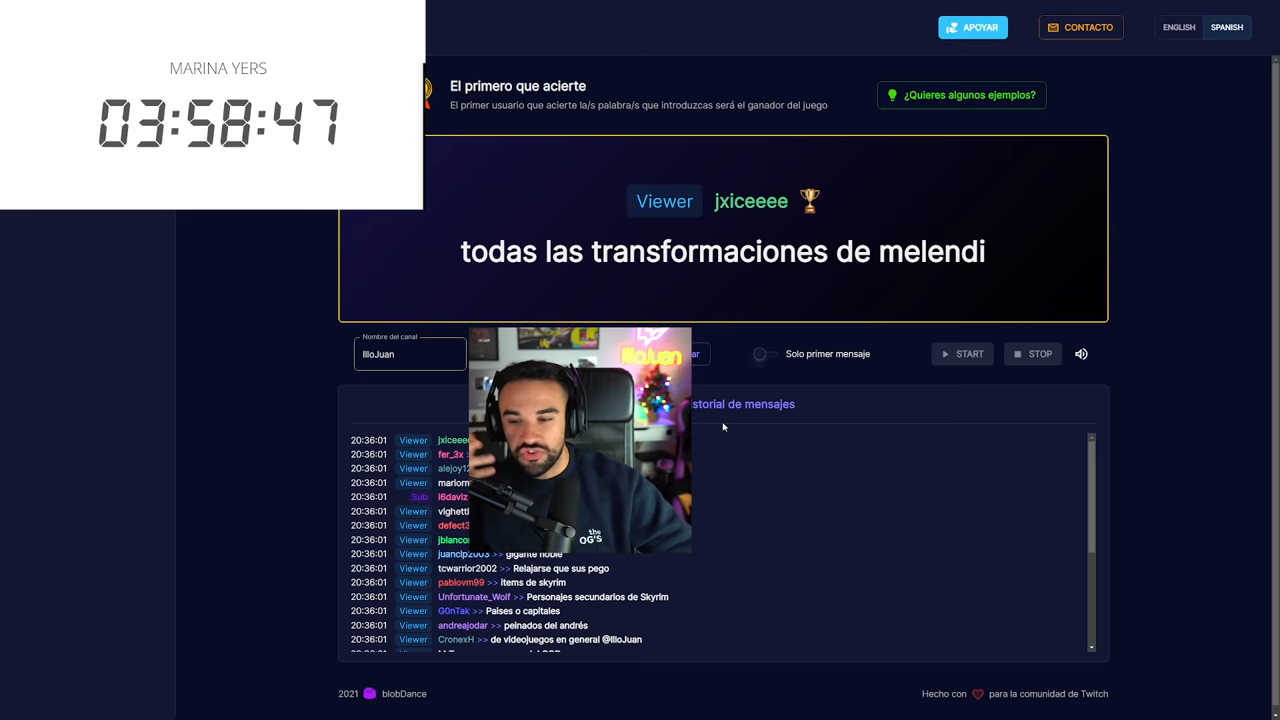 MARINA YERS
03:58:47
APOYAR
CONTACTO
ENGLISH
SPANISH
El primero que acierte
El primer usuario que acierte la/s palabra/s que introduzcas será el ganador del juego
¿Quieres algunos ejemplos?
Viewer jxiceeee
todas las transformaciones de melendi
Nombre del canal
IlloJuan
illoJuan
Solo primer mensaje
START
STOP
de mensajes
20:36:01 Viewer
20:36:01 Viewer fer_3x
20:36:01 Viewer
20:36:01 Viewer
20:36:01 Sub l6daviz
20:36:01 Viewer
20:36:01 Viewer
20:36:01 Viewer
20:36:01 Viewer juanclp2003 >> gigante noble
20:36:01 Viewer tcwarrior2002 >> Relajarse que sus pego
20:36:01 Viewer pablovm99 >> items de skyrim
20:36:01 Viewer Unfortunate_Wolf >> Personajes secundarios de Skyrim
20:36:01 Viewer G0nTak >> Paises o capitales
20:36:01 Viewer andreajodar >> peinados del andrés
20:36:01 Viewer CronexH >> de videojuegos en general @IlloJuan
the
OG'S
2021 blobDance
Hecho con para la comunidad de Twitch